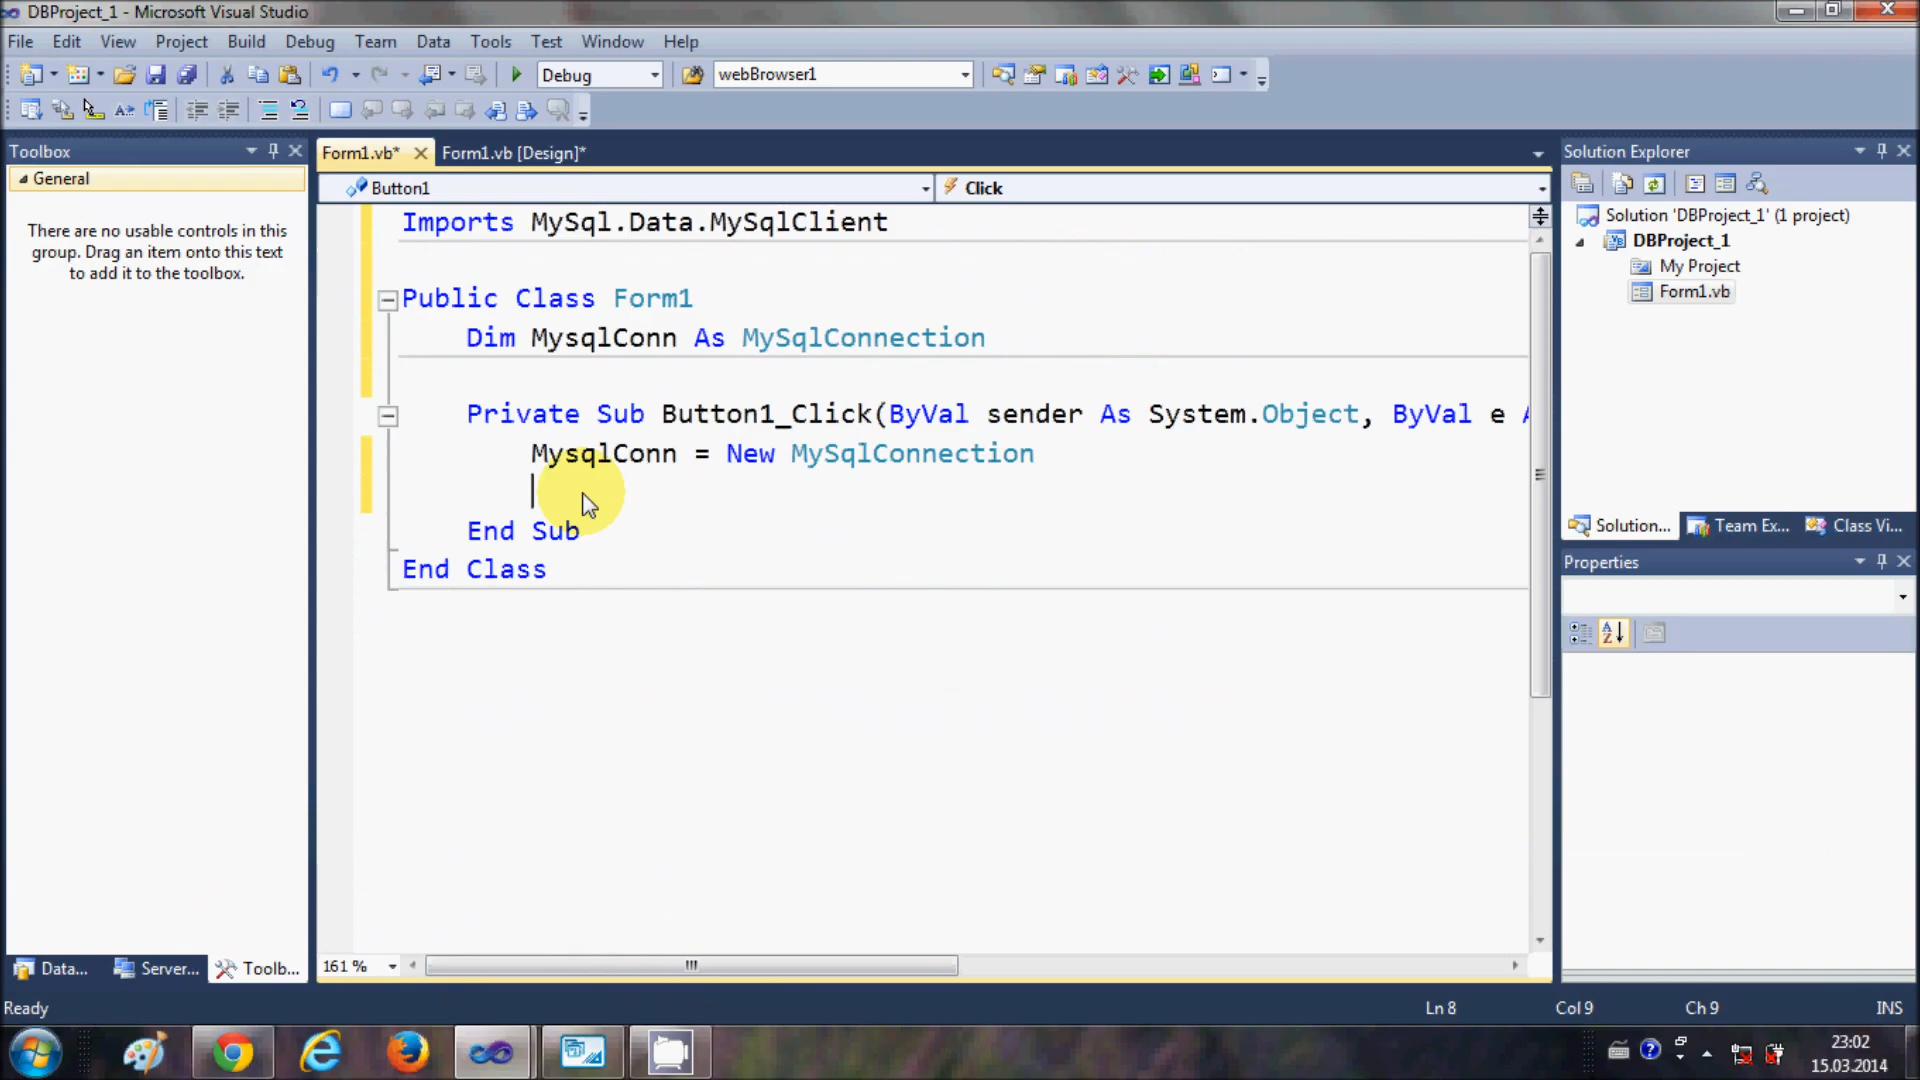 DBProject_1 - Microsoft Visual Studio
File Edit View Project Build Debug Team Data Tools Test Window Help
Debug webBrowser1
Toolbox
General
There are no usable controls in this
group. Drag an item onto this text
to add it to the toolbox.
Data... Server... Toolb...
Form1.vb* Form1.vb [Design]*
Button1 Click
Imports MySql.Data.MySqlClient
Public Class Form1
Dim MysqlConn As MySqlConnection
Private Sub Button1_Click(ByVal sender As System.Object, ByVal e A
MysqlConn = New MySqlConnection
End Sub
End Class
161 %
Solution Explorer
Solution 'DBProject_1' (1 project)
DBProject_1
My Project
Form1.vb
Solution... Team Ex... Class Vi...
Properties
Ready Ln 8 Col 9 Ch 9 INS
23:02
15.03.2014